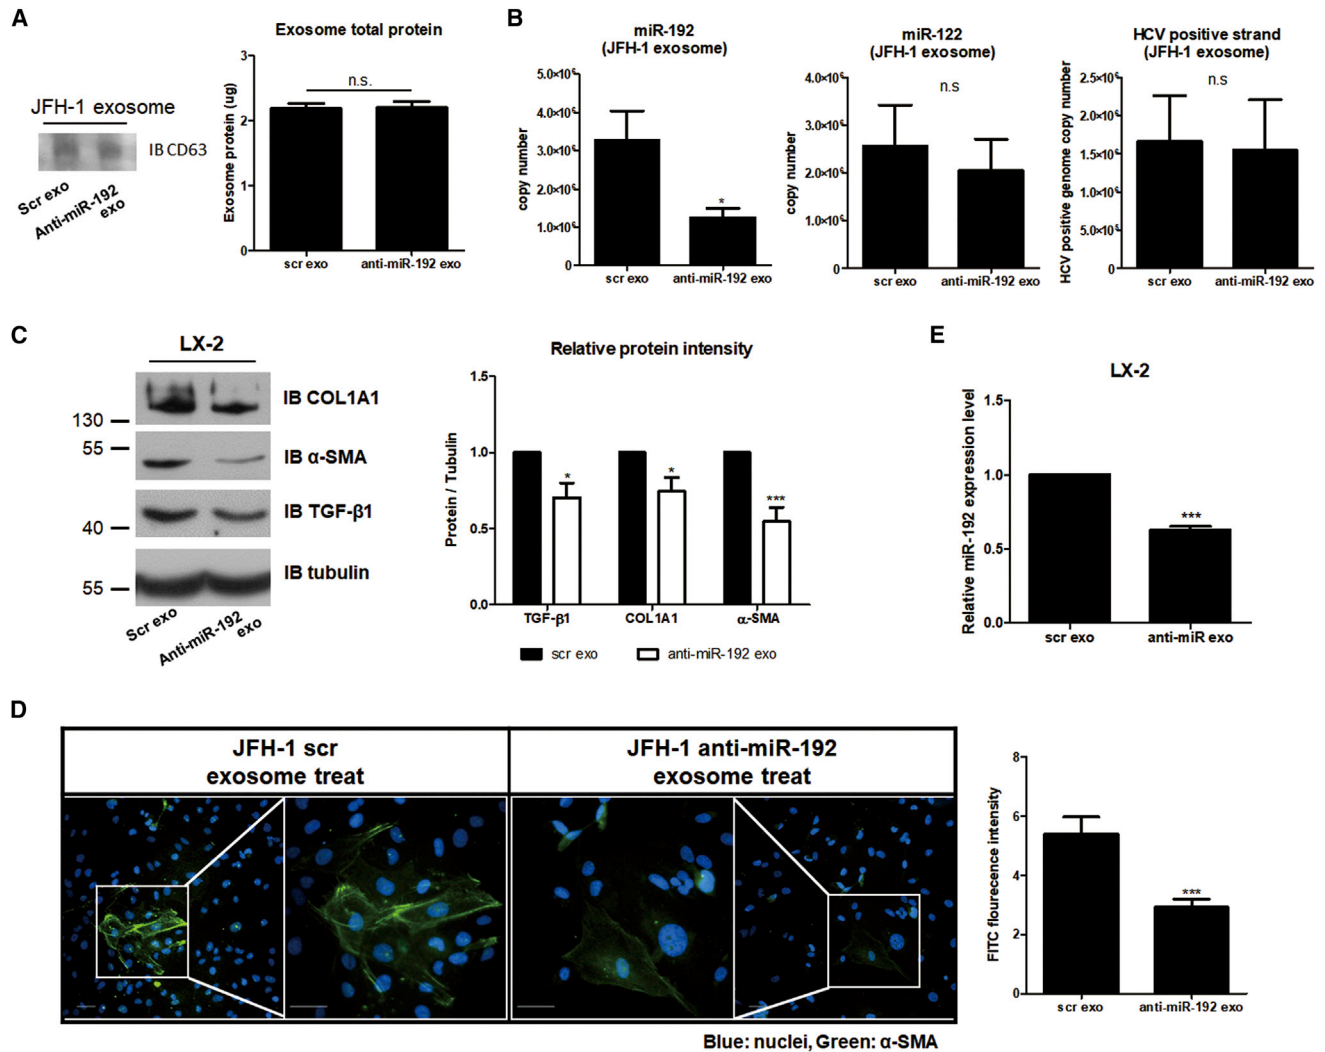 A
JFH-1 exosome
IB CD63
Scr exo
Anti-miR-192
exo
Exosome total protein
Exosome protein (ug)
3
2
1
0
n.s.
scr exo
anti-miR-192 exo
B
miR-192
(JFH-1 exosome)
copy number
5.0×10⁶
4.0×10⁶
3.0×10⁶
2.0×10⁶
1.0×10⁶
0
*
scr exo
anti-miR-192 exo
miR-122
(JFH-1 exosome)
copy number
4.0×10⁶
3.0×10⁶
2.0×10⁶
1.0×10⁶
0
n.s
scr exo
anti-miR-192 exo
HCV positive strand
(JFH-1 exosome)
HCV positive genome copy number
2.5×10⁶
2.0×10⁶
1.5×10⁶
1.0×10⁶
0
n.s
scr exo
anti-miR-192 exo
C
LX-2
IB COL1A1
130
55
IB α-SMA
IB TGF-β1
40
IB tubulin
55
Scr exo
Anti-miR-192
exo
Relative protein intensity
Protein / Tubulin
1.5
1.0
0.5
0.0
*
*
***
TGF-β1
COL1A1
α-SMA
scr exo
anti-miR-192 exo
E
LX-2
Relative miR-192 expression level
1.5
1.0
0.5
0.0
***
scr exo
anti-miR exo
D
JFH-1 scr
exosome treat
JFH-1 anti-miR-192
exosome treat
Blue: nuclei, Green: α-SMA
FITC flourecence intensity
8
6
4
2
0
***
scr exo
anti-miR-192 exo